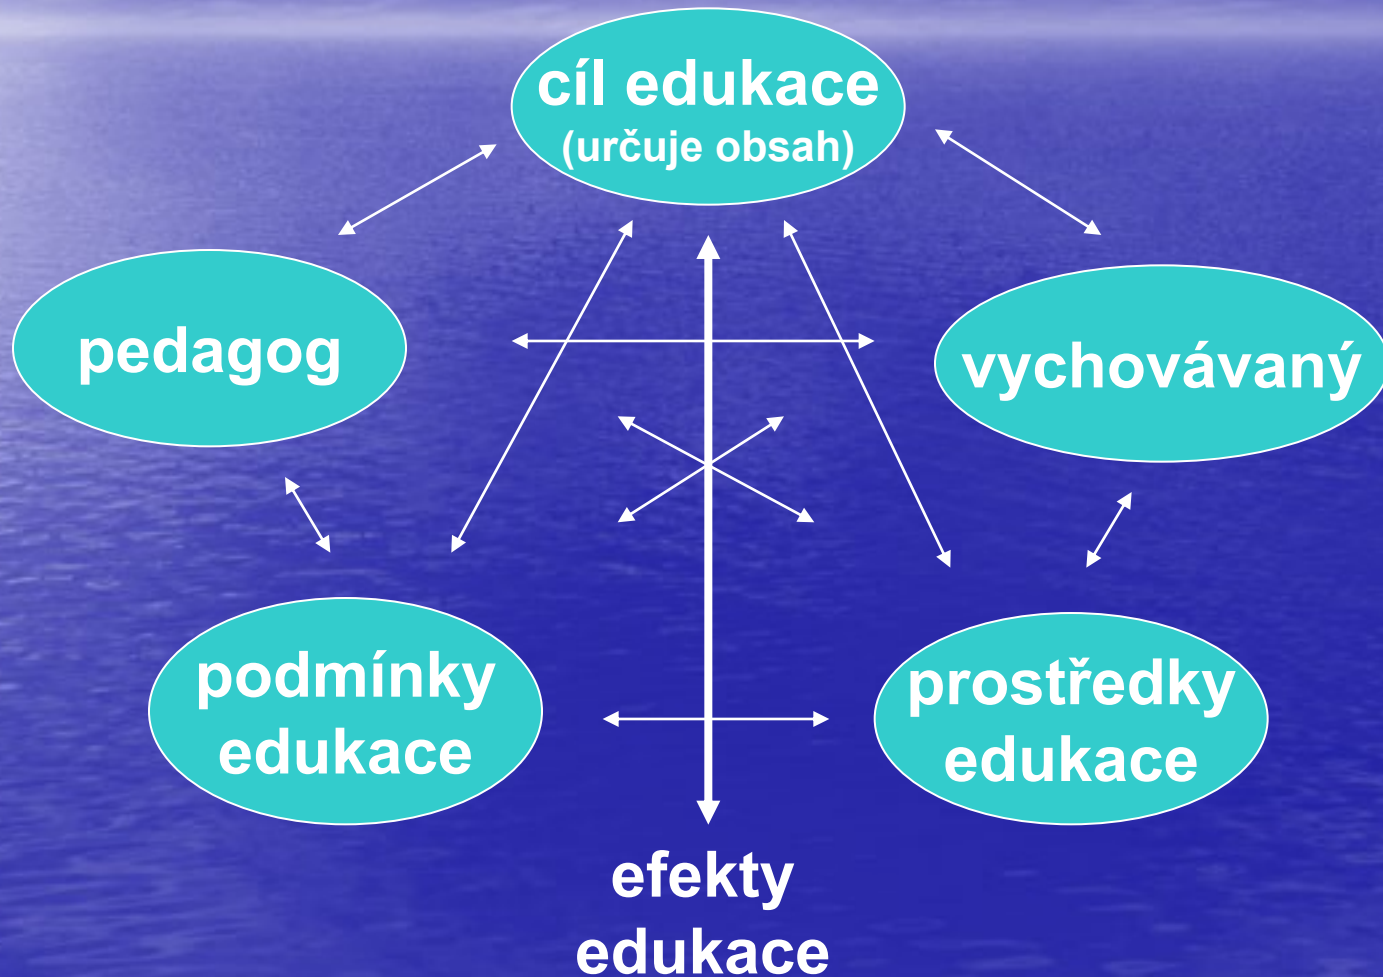 cíl edukace
(určuje obsah)
pedagog
vychovávaný
podmínky
edukace
prostředky
edukace
efekty
edukace